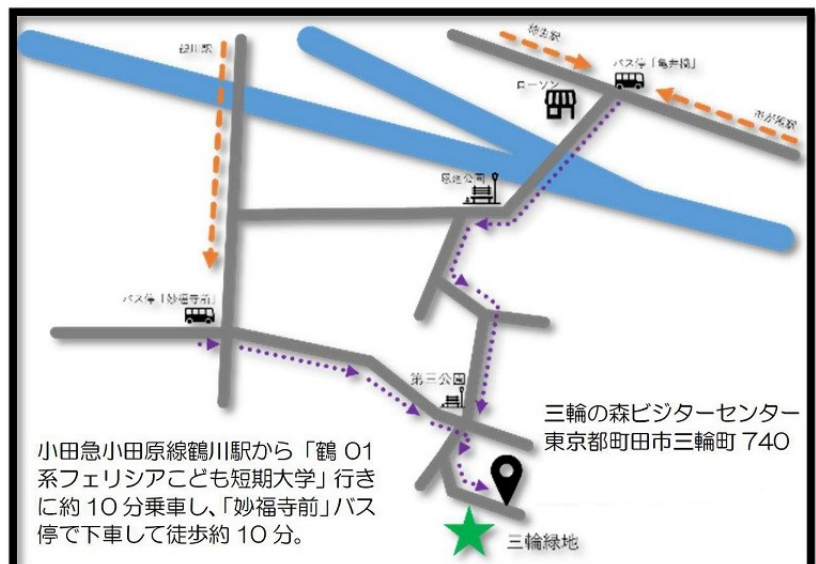 鶴川駅
柿生駅
バス停「亀井橋」
ローソン
市が尾駅
恩廻公園
バス停「妙福寺前」
第三公園
三輪の森ビジターセンター
東京都町田市三輪町 740
小田急小田原線鶴川駅から「鶴 01
系フェリシアこども短期大学」行き
に約 10 分乗車し、「妙福寺前」バス
停で下車して徒歩約 10 分。
三輪緑地